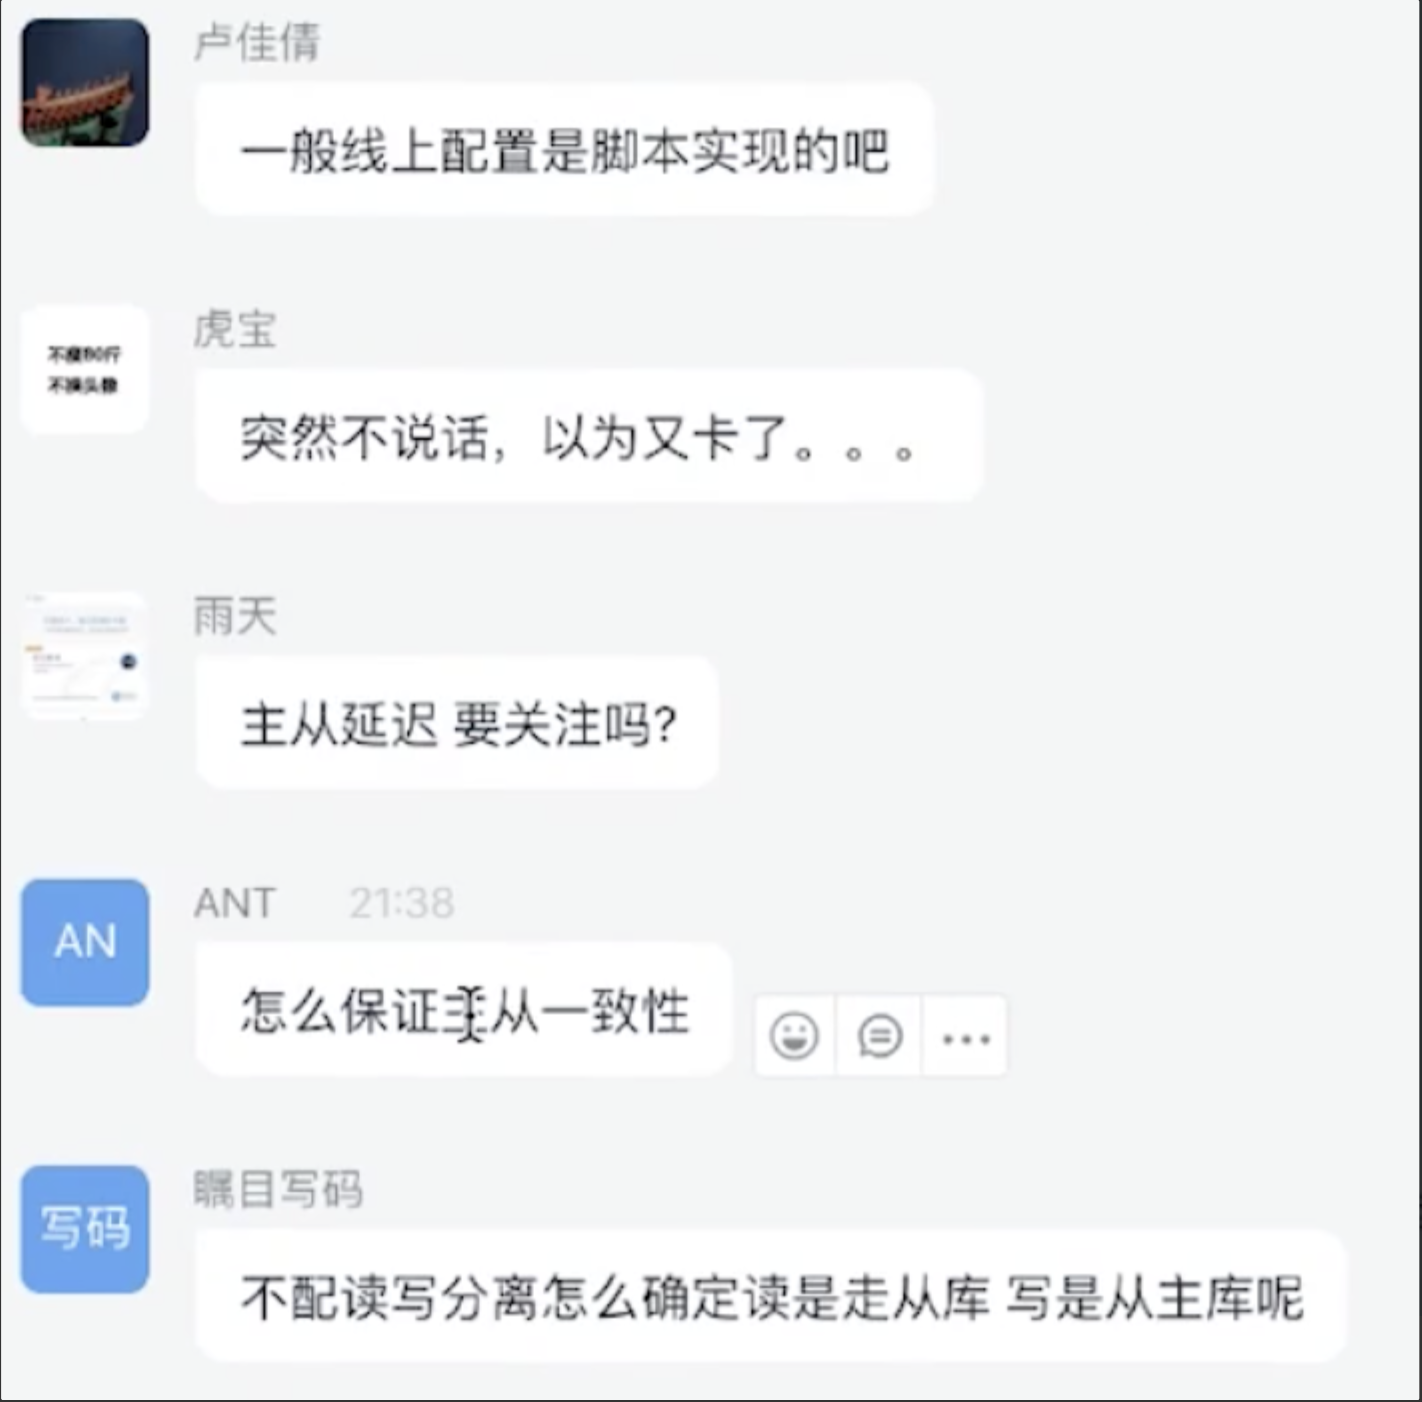 卢佳倩
一般线上配置是脚本实现的吧
虎宝
不瘦80斤
不换头像
突然不说话，以为又卡了。。。
雨天
主从延迟 要关注吗?
ANT 21:38
AN
怎么保证主从一致性
瞩目写码
写码
不配读写分离怎么确定读是走从库 写是从主库呢